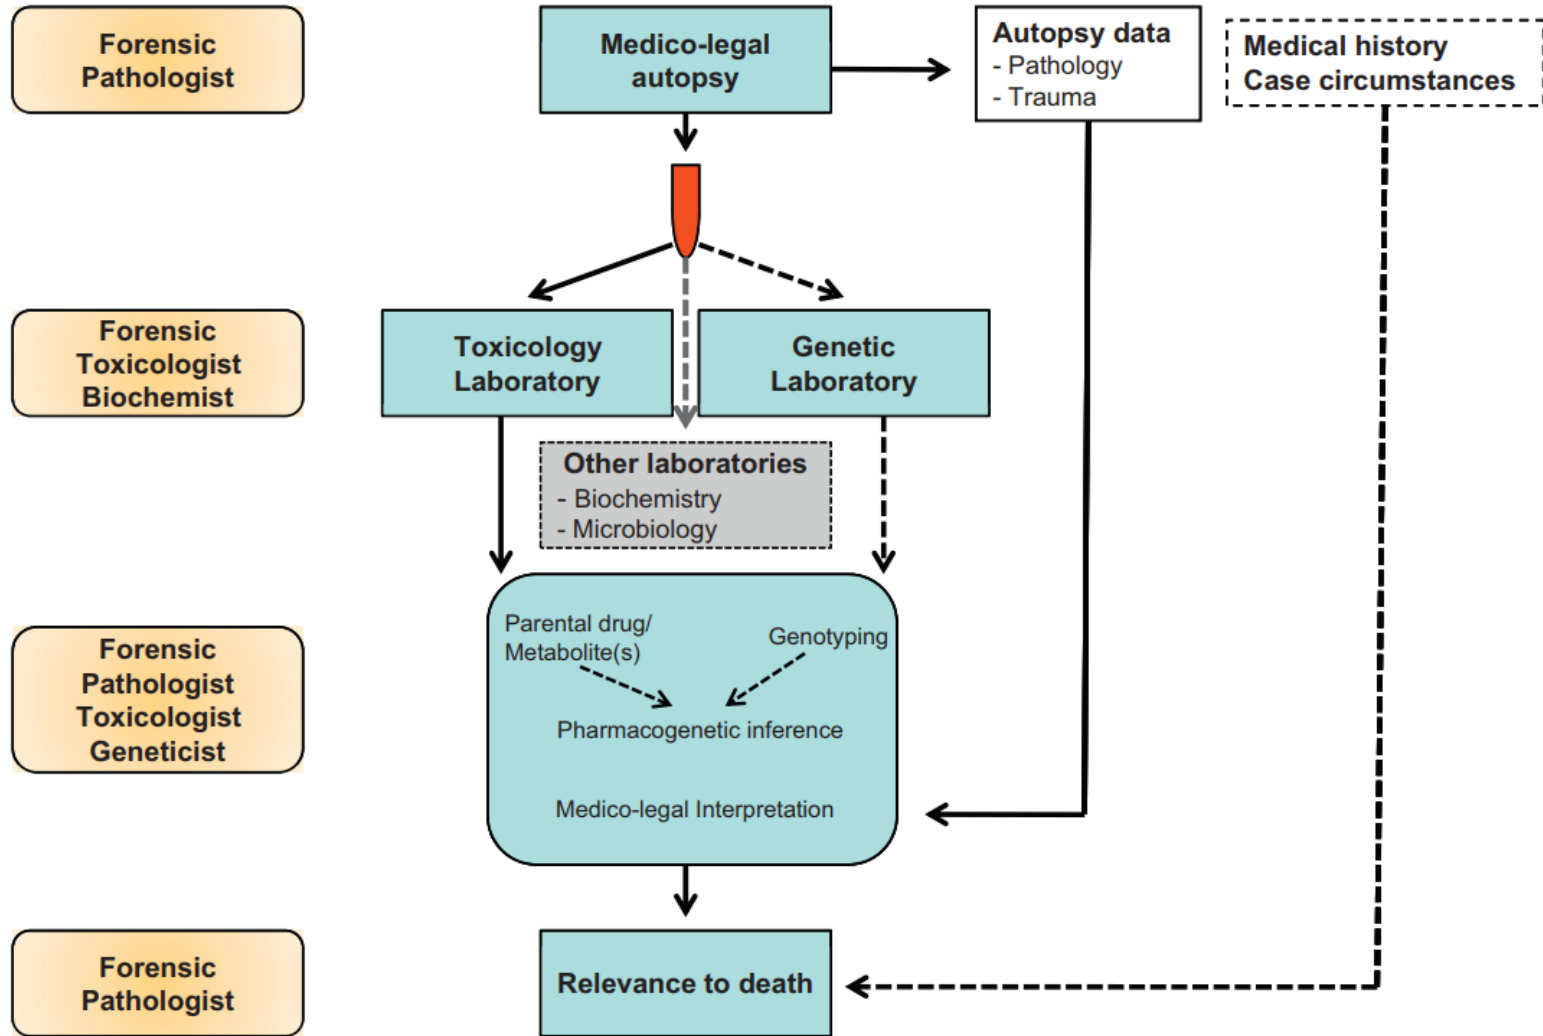 Forensic
Pathologist
Medico-legal
autopsy
Autopsy data
- Pathology
- Trauma
Medical history
Case circumstances
Forensic
Toxicologist
Biochemist
Toxicology
Laboratory
Genetic
Laboratory
Other laboratories
- Biochemistry
- Microbiology
Forensic
Pathologist
Toxicologist
Geneticist
Parental drug/
Metabolite(s)
Genotyping
Pharmacogenetic inference
Medico-legal Interpretation
Forensic
Pathologist
Relevance to death